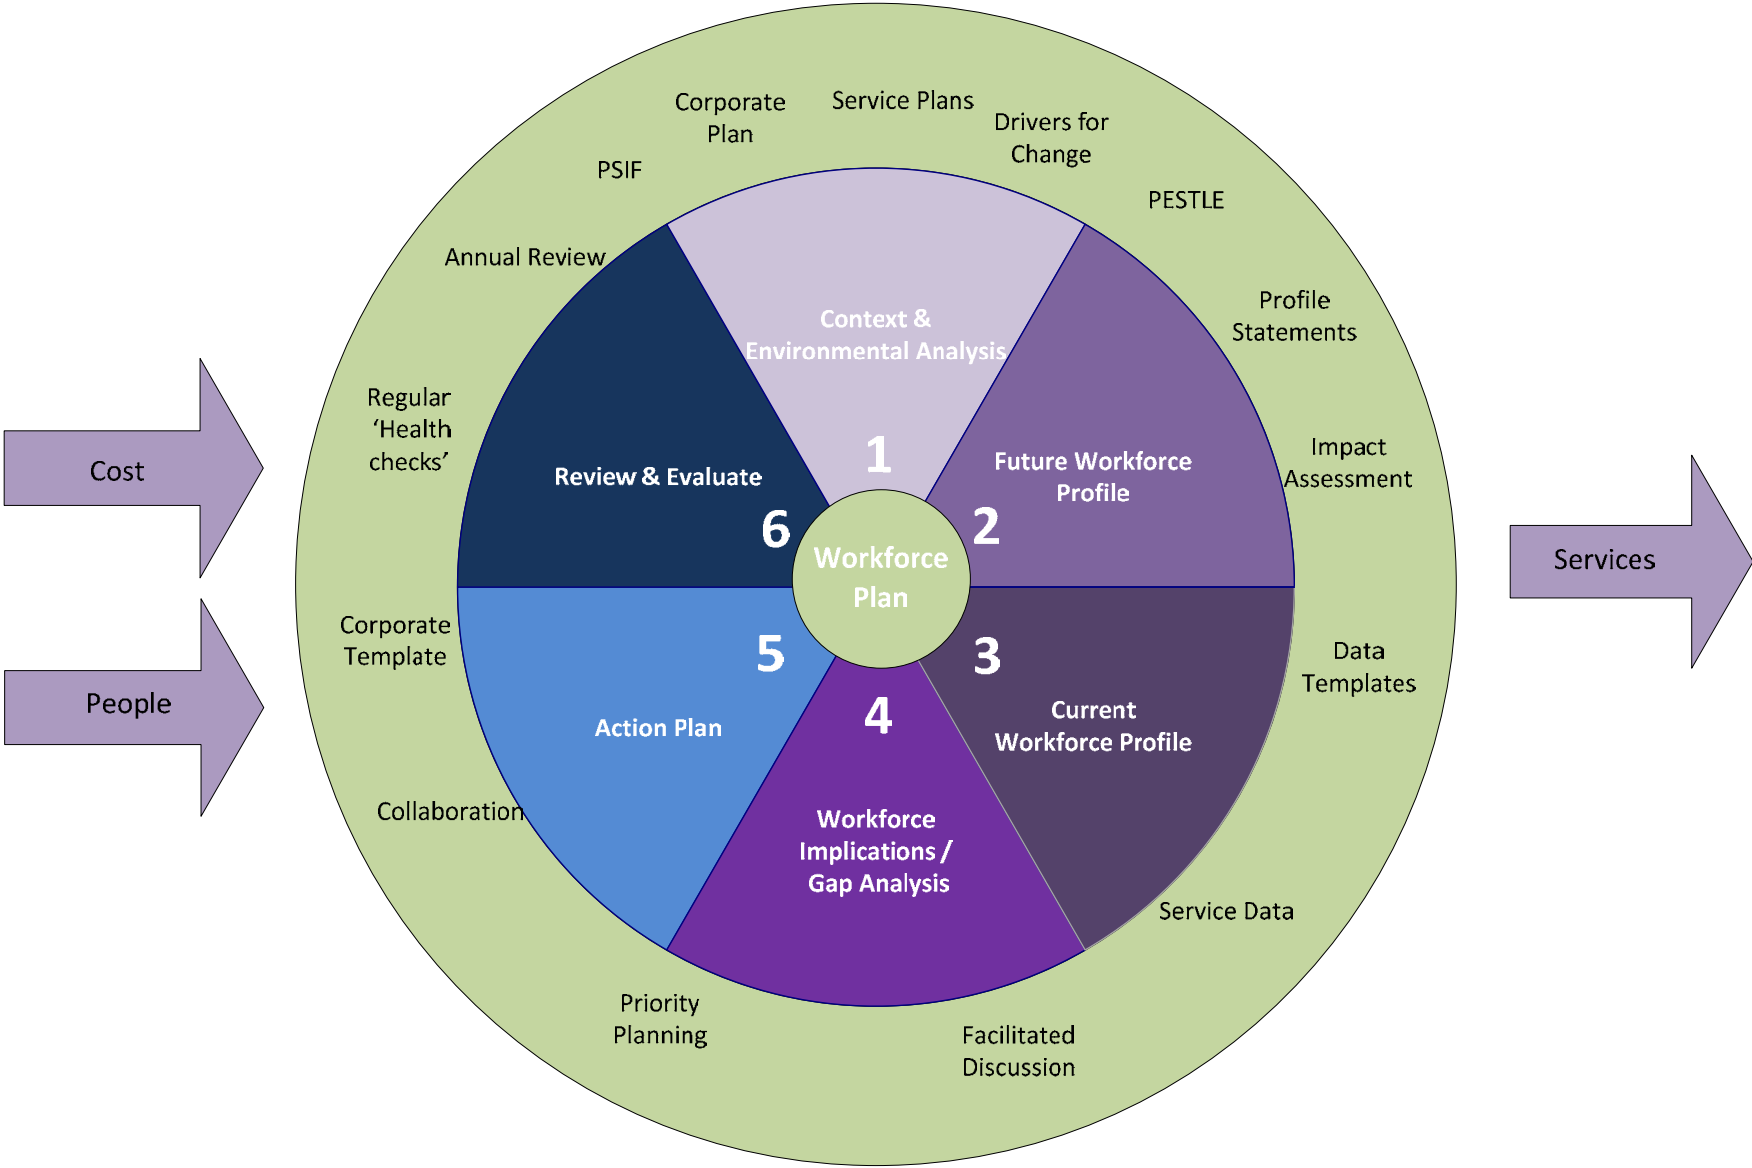 Corporate
Plan
Service Plans
Drivers for
Change
PSIF
PESTLE
Annual Review
Profile
Statements
Context &
Environmental Analysis
1
Regular
‘Health
checks’
Impact
Assessment
Cost
Review & Evaluate
6
Future Workforce
Profile
2
Workforce
Plan
Services
Corporate
Template
5
3
Data
Templates
People
Action Plan
4
Current
Workforce Profile
Collaboration
Workforce
Implications /
Gap Analysis
Service Data
Priority
Planning
Facilitated
Discussion